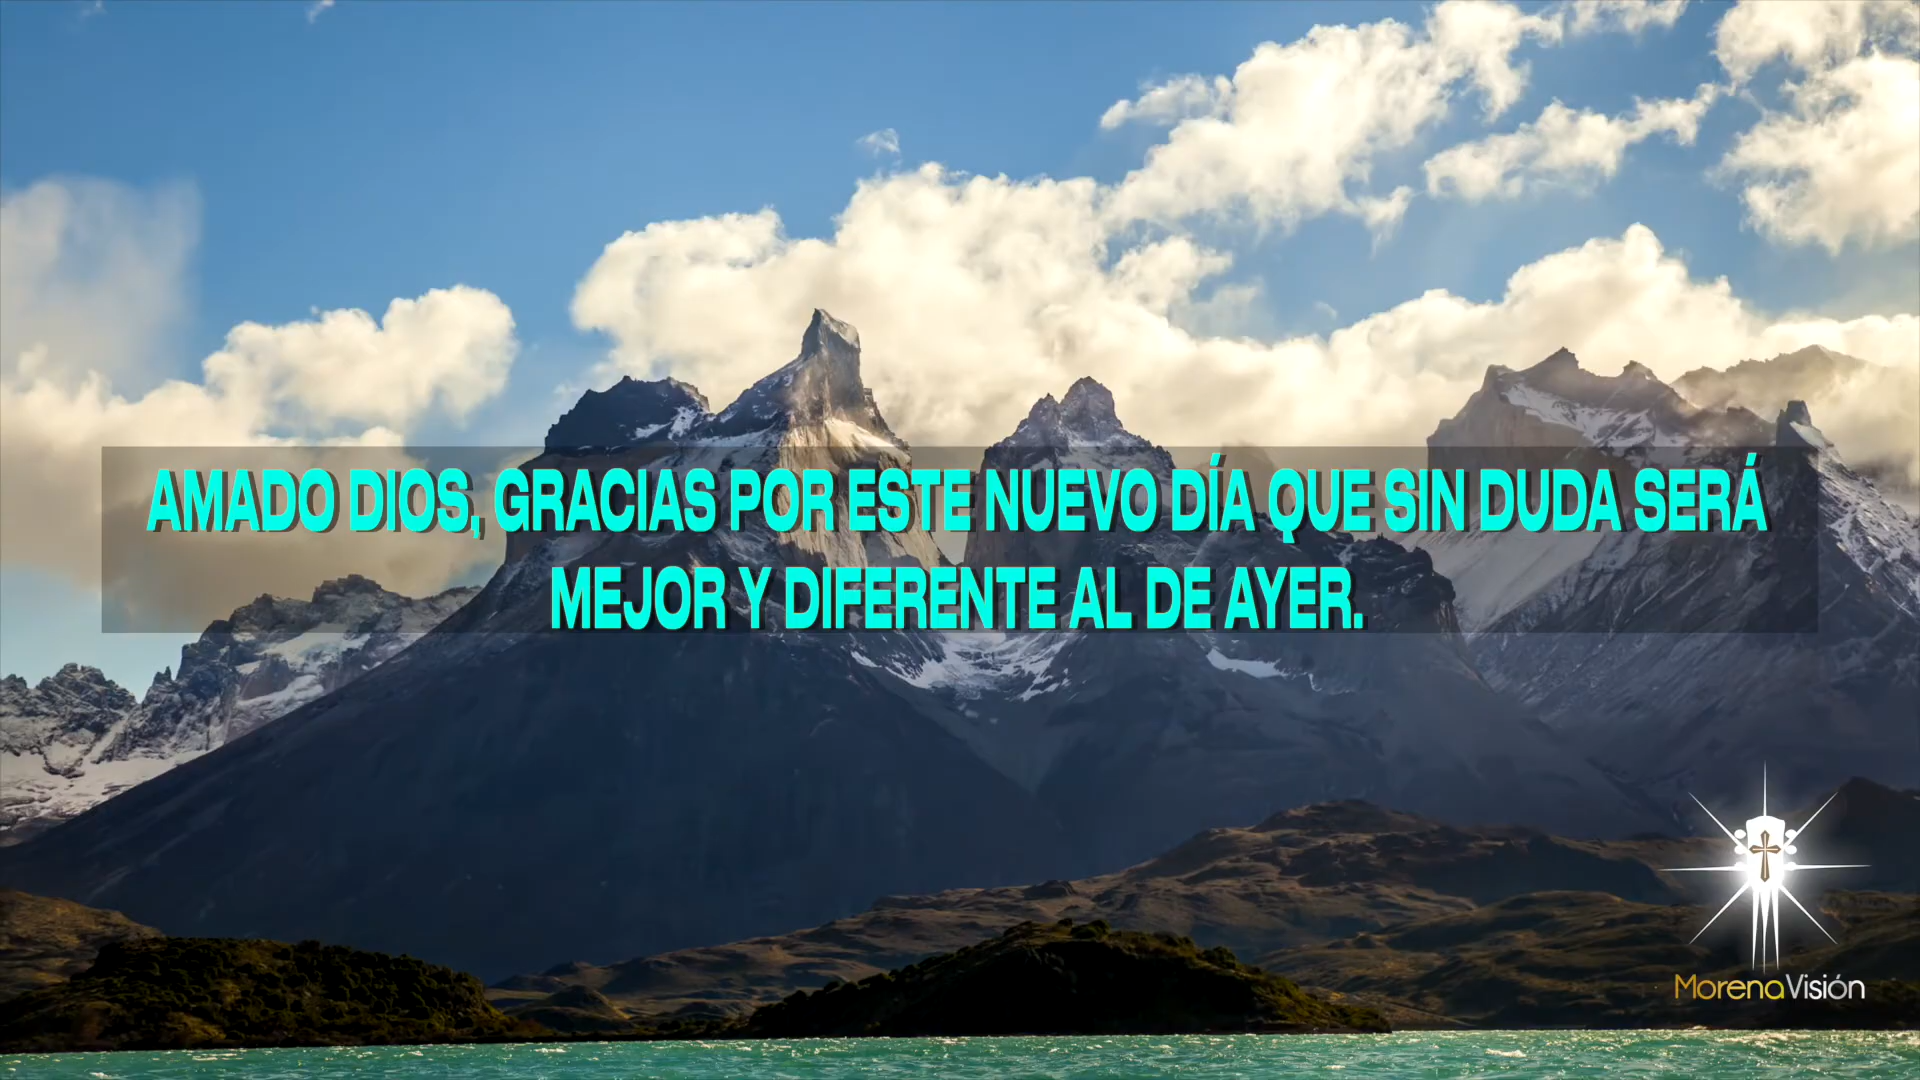 AMADO DIOS, GRACIAS POR ESTE NUEVO DÍA QUE SIN DUDA SERÁ
MEJOR Y DIFERENTE AL DE AYER.
MorenaVisión